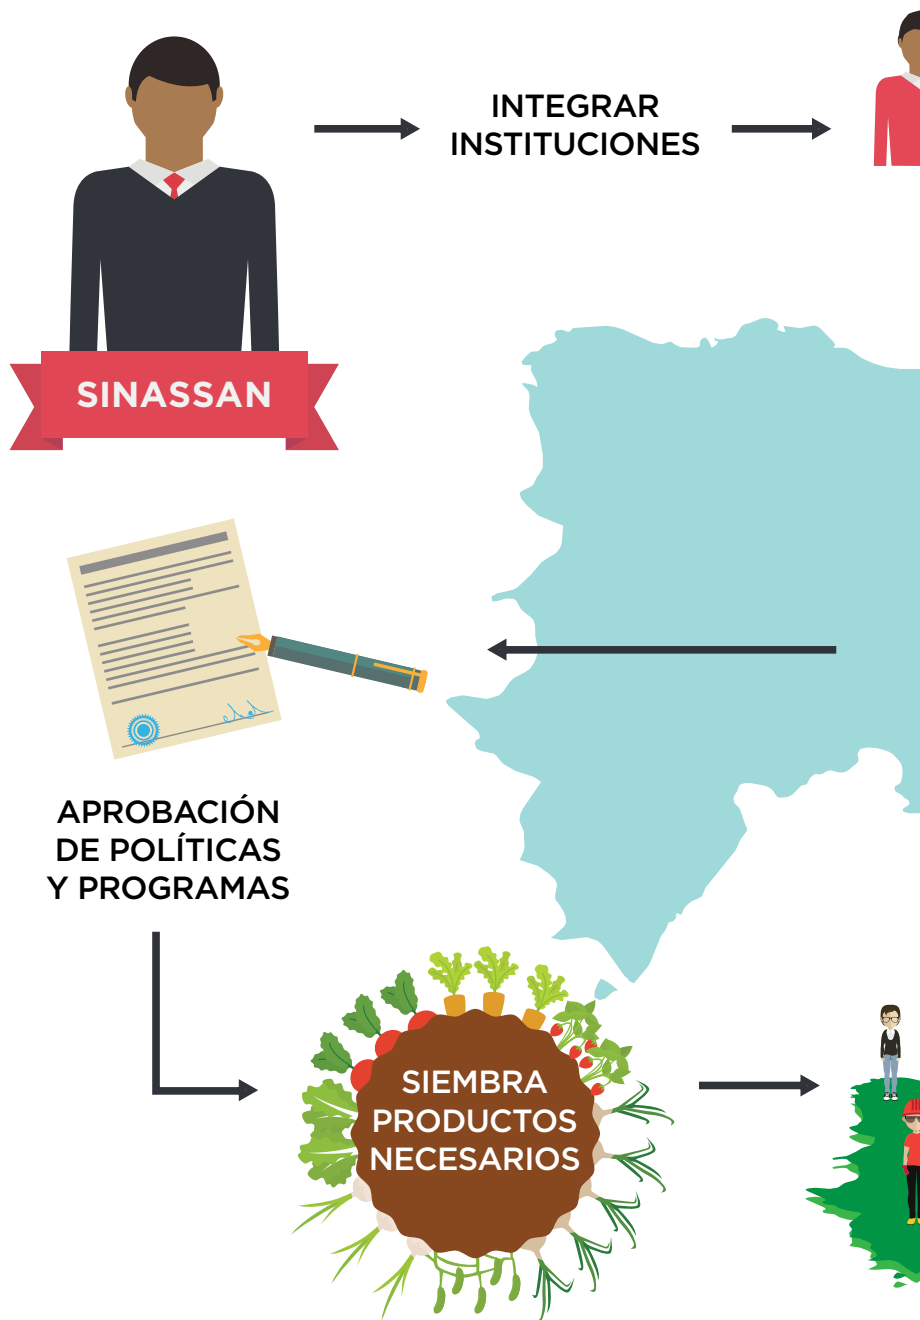 INTEGRAR
INSTITUCIONES
SINASSAN
APROBACIÓN
DE POLÍTICAS
Y PROGRAMAS
SIEMBRA
PRODUCTOS
NECESARIOS